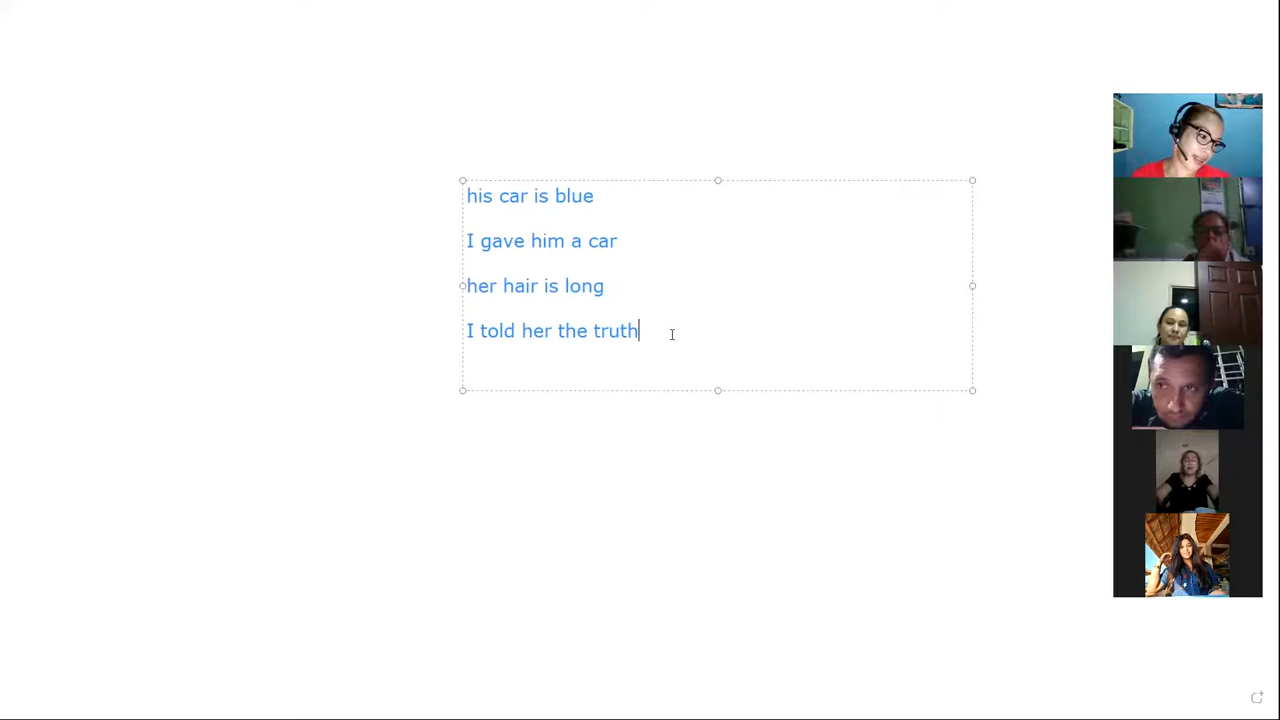 his car is blue
I gave him a car
her hair is long
I told her the truth